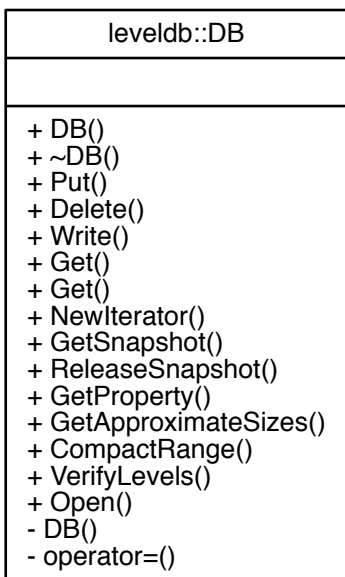 leveldb::DB
+ DB()
+ ~DB()
+ Put()
+ Delete()
+ Write()
+ Get()
+ Get()
+ NewIterator()
+ GetSnapshot()
+ ReleaseSnapshot()
+ GetProperty()
+ GetApproximateSizes()
+ CompactRange()
+ VerifyLevels()
+ Open()
- DB()
- operator=()